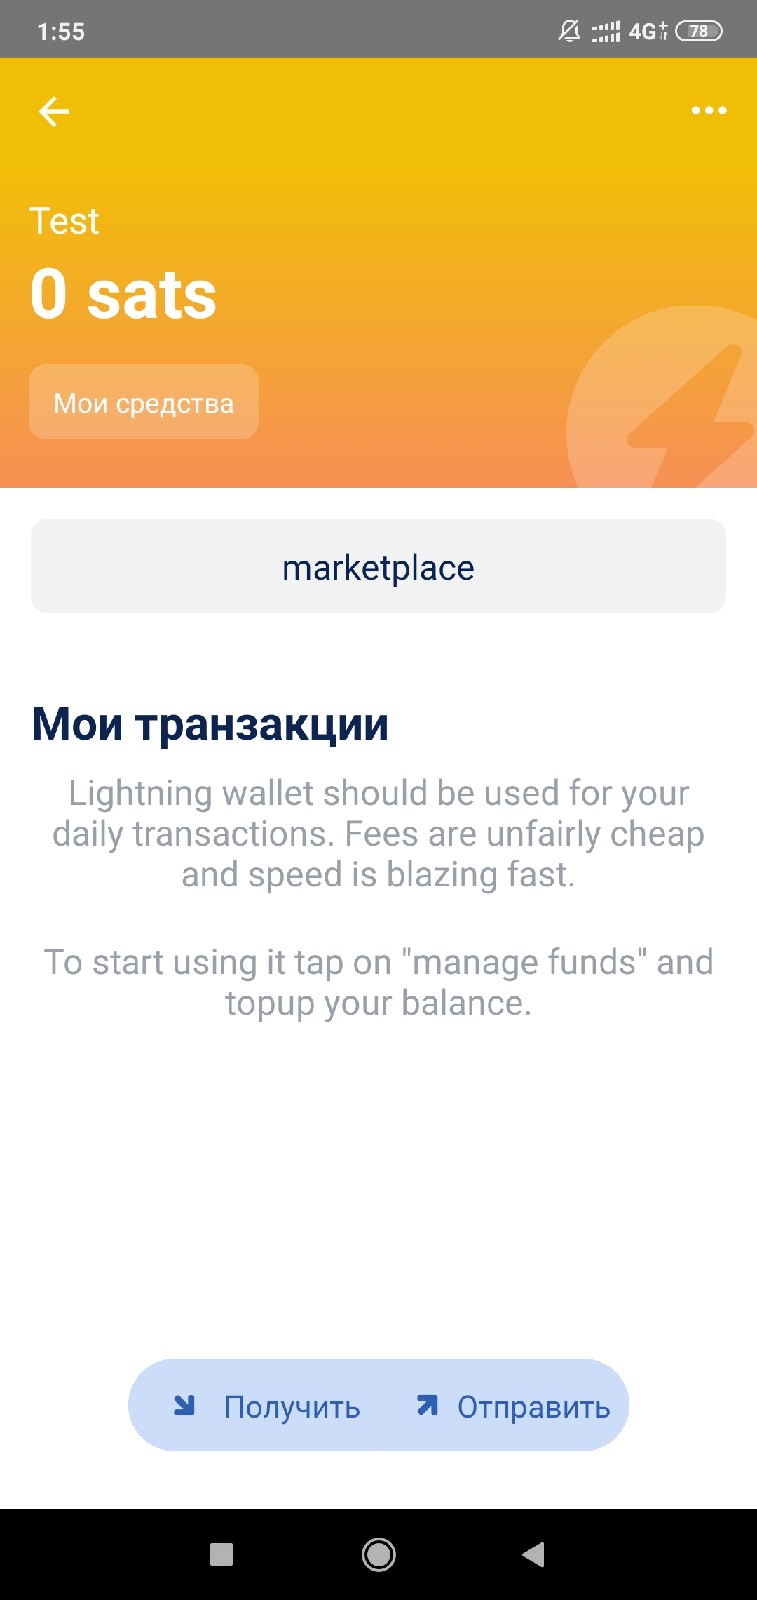 1:55
4G+
78
Test
0 sats
Мои средства
marketplace
Мои транзакции
Lightning wallet should be used for your
daily transactions. Fees are unfairly cheap
and speed is blazing fast.
To start using it tap on "manage funds" and
topup your balance.
Получить
Отправить